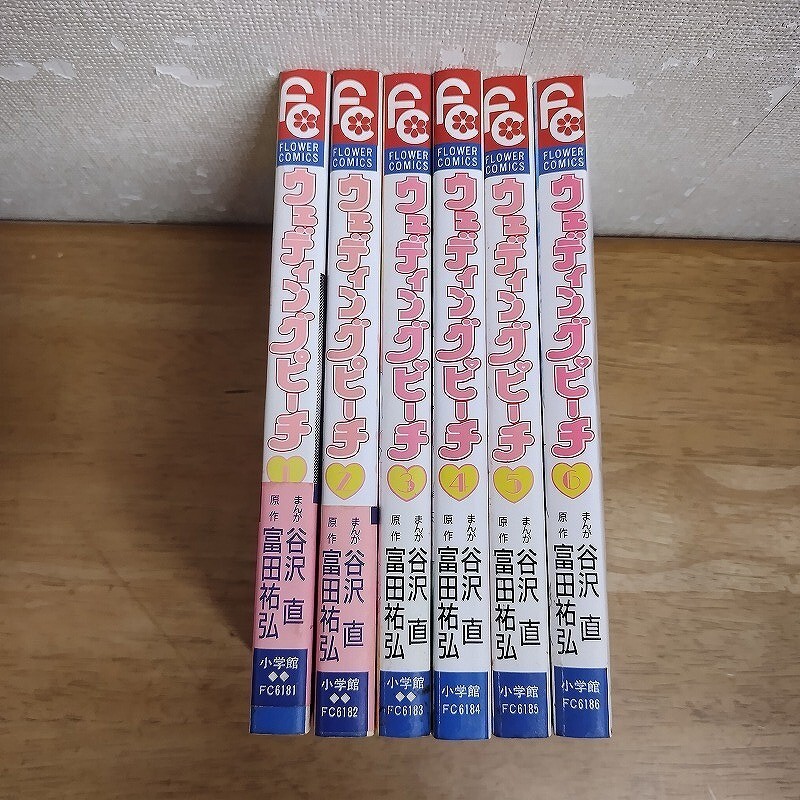 FC
FLOWER
COMICS
ウェディングピーチ
1
まんが 谷沢 直
原作 富田祐弘
小学館
FC6181
FC
FLOWER
COMICS
ウェディングピーチ
2
まんが 谷沢 直
原作 富田祐弘
小学館
FC6182
FC
FLOWER
COMICS
ウェディングピーチ
3
まんが 谷沢 直
原作 富田祐弘
小学館
FC6183
FC
FLOWER
COMICS
ウェディングピーチ
4
まんが 谷沢 直
原作 富田祐弘
小学館
FC6184
FC
FLOWER
COMICS
ウェディングピーチ
5
まんが 谷沢 直
原作 富田祐弘
小学館
FC6185
FC
FLOWER
COMICS
ウェディングピーチ
6
まんが 谷沢 直
原作 富田祐弘
小学館
FC6186